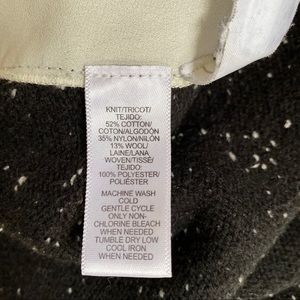 KNIT/TRICOT/
TEJIDO:
52% COTTON/
COTON/ALGODÓN
35% NYLON/NILÓN
13% WOOL/
LAINE/LANA
WOVEN/TISSÉ/
TEJIDO:
100% POLYESTER/
POLIÉSTER
MACHINE WASH
COLD
GENTLE CYCLE
ONLY NON-
CHLORINE BLEACH
WHEN NEEDED
TUMBLE DRY LOW
COOL IRON
WHEN NEEDED